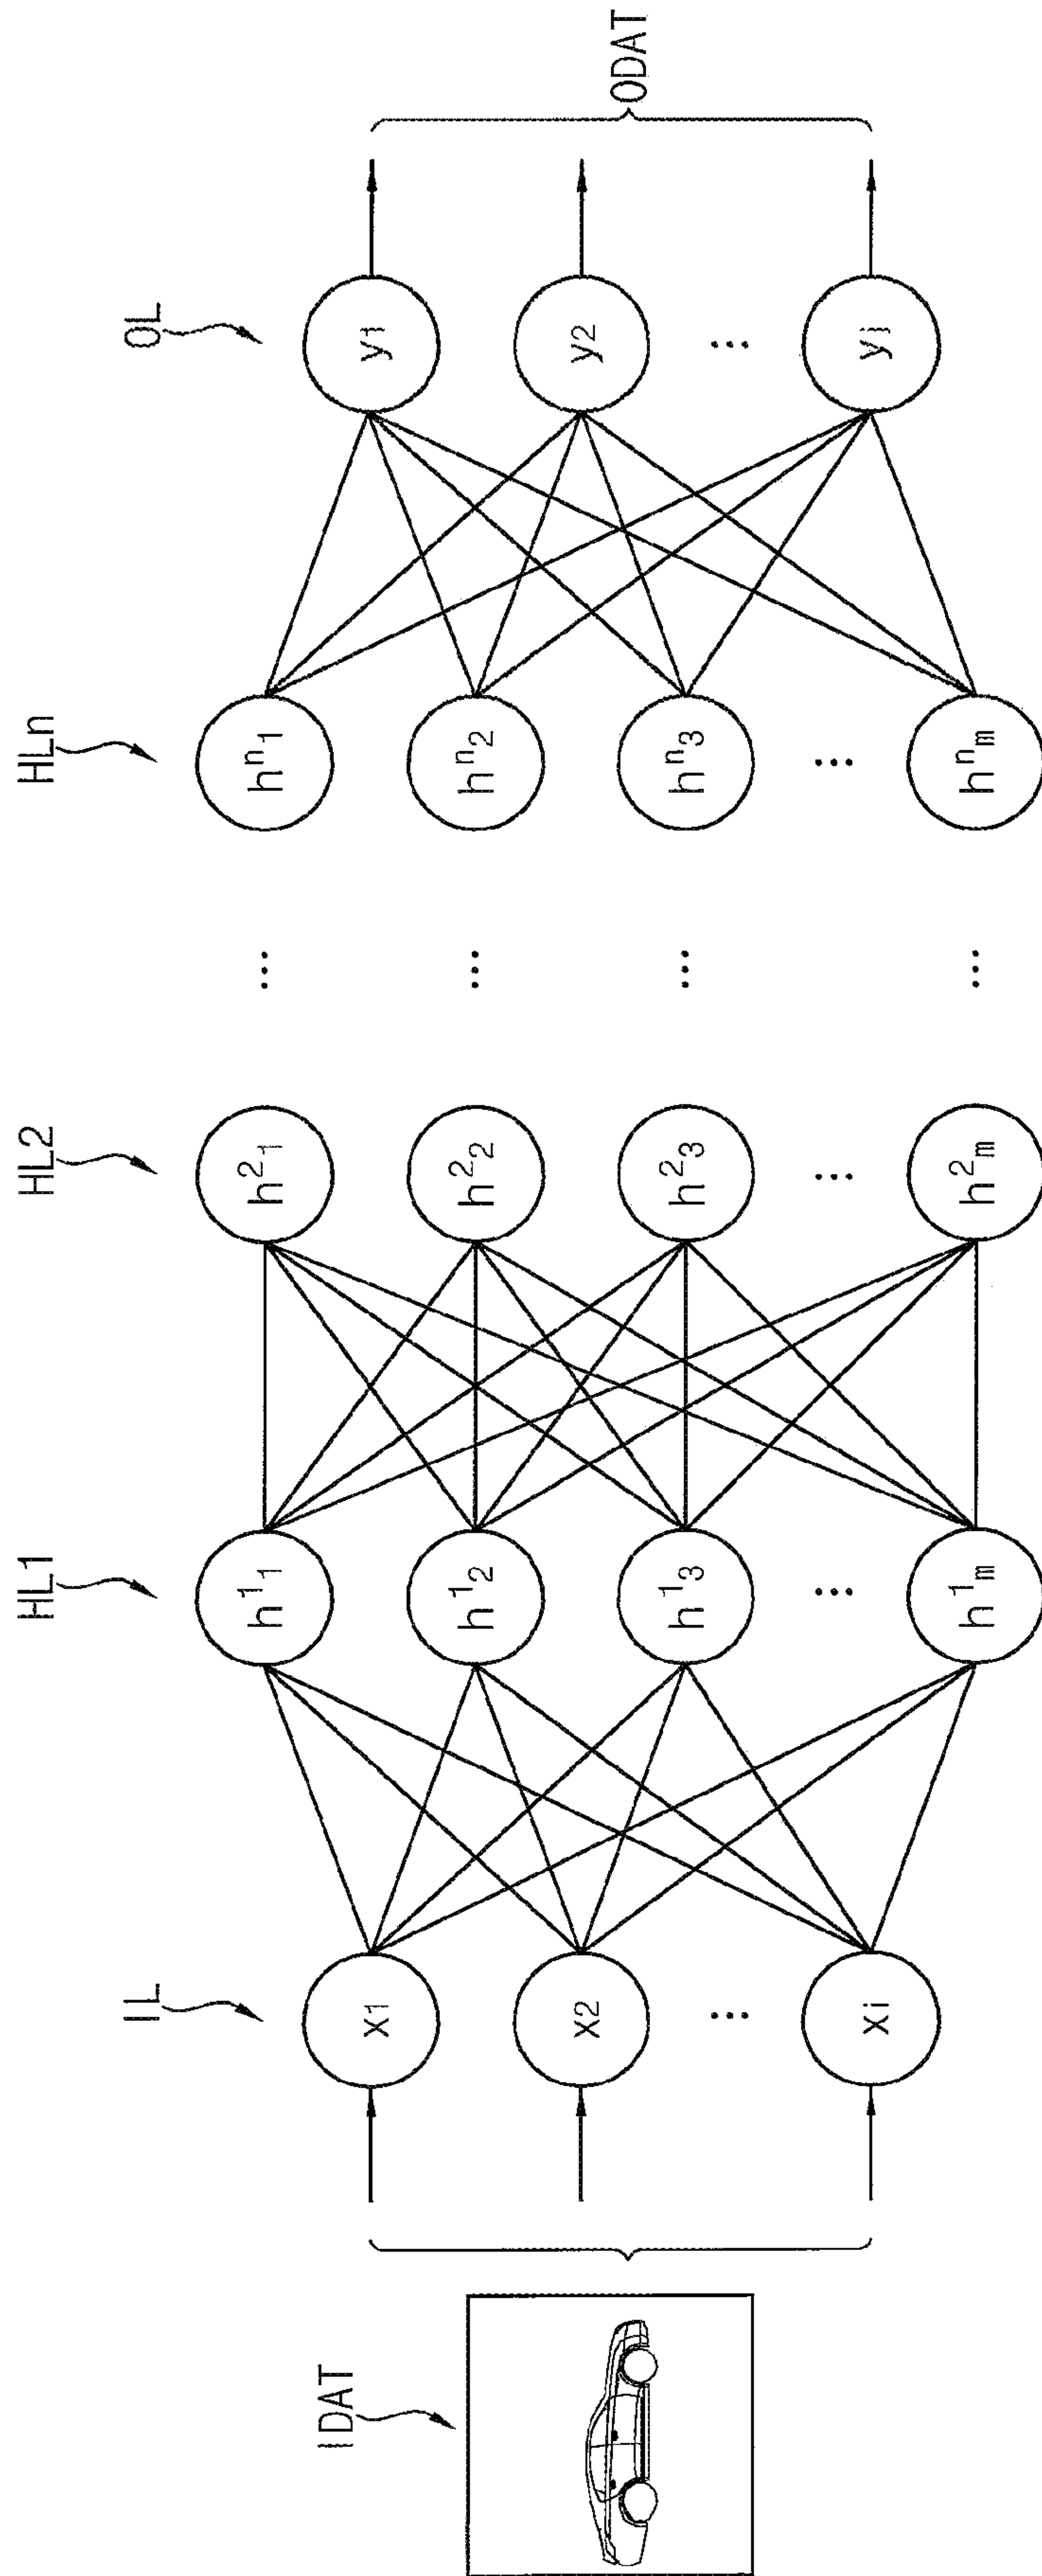 IDAT
IL
HL1
HL2
HLn
OL
x1
x2
⋮
xi
h¹1
h¹2
h¹3
⋮
h¹m
h²1
h²2
h²3
⋮
h²m
...
...
...
...
hⁿ1
hⁿ2
hⁿ3
⋮
hⁿm
y1
y2
⋮
yj
ODAT